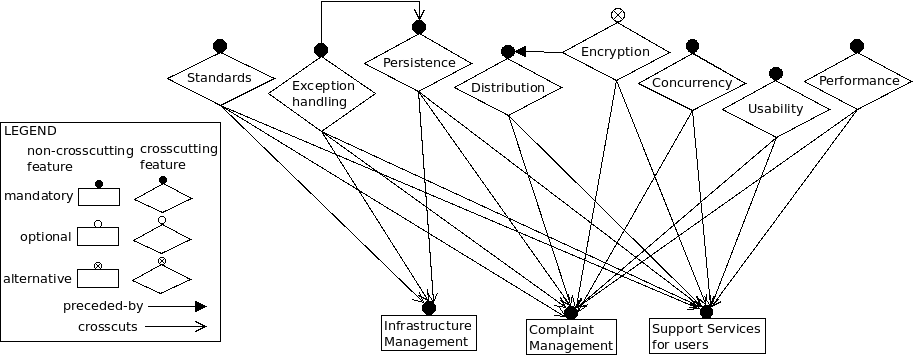 Encryption
Persistence
Standards
Exception
handling
Distribution
Concurrency
Performance
Usability
LEGEND
non-crosscutting
feature
crosscutting
feature
mandatory
optional
alternative
preceded-by
crosscuts
Infrastructure
Management
Complaint
Management
Support Services
for users